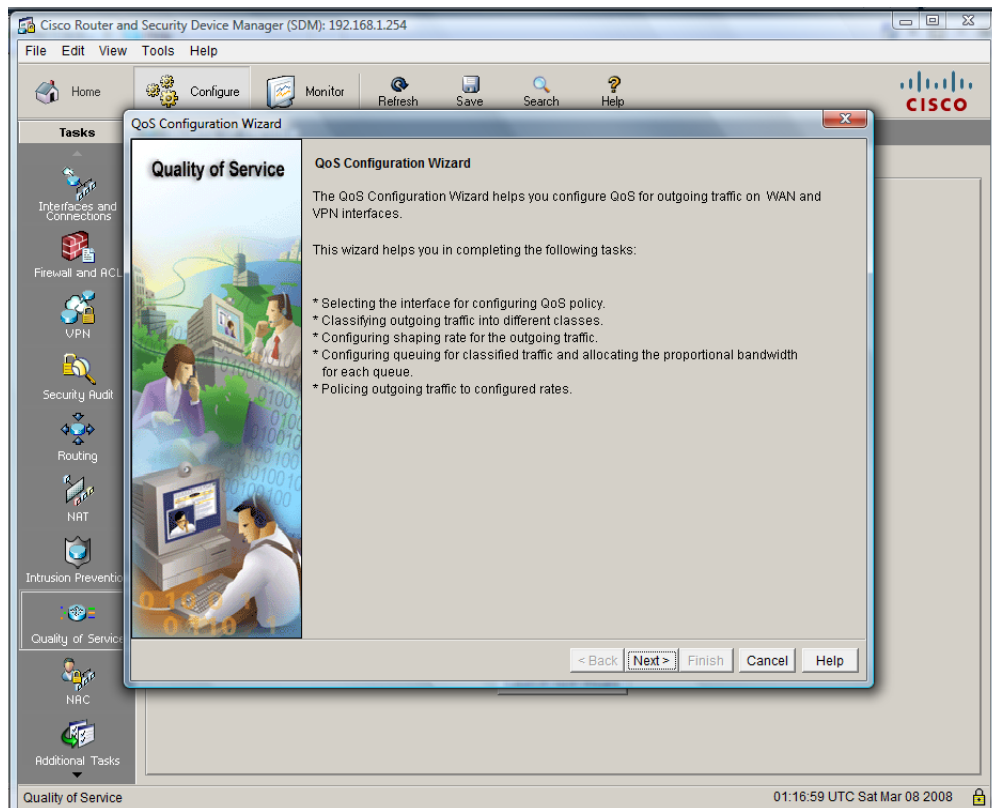 Cisco Router and Security Device Manager (SDM): 192.168.1.254
File Edit View Tools Help
Home
Configure
Monitor
Refresh
Save
Search
Help
CISCO
Tasks
Interfaces and
Connections
Firewall and ACL
VPN
Security Audit
Routing
NAT
Intrusion Preventio
Quality of Service
NAC
Additional Tasks
QoS Configuration Wizard
Quality of Service
QoS Configuration Wizard
The QoS Configuration Wizard helps you configure QoS for outgoing traffic on WAN and
VPN interfaces.
This wizard helps you in completing the following tasks:
* Selecting the interface for configuring QoS policy.
* Classifying outgoing traffic into different classes.
* Configuring shaping rate for the outgoing traffic.
* Configuring queuing for classified traffic and allocating the proportional bandwidth
for each queue.
* Policing outgoing traffic to configured rates.
< Back Next > Finish Cancel Help
Quality of Service
01:16:59 UTC Sat Mar 08 2008